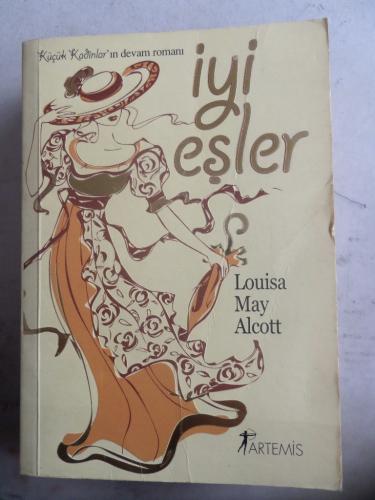 Küçük Kadınlar'ın devam romanı
iyi
eşler
Louisa
May
Alcott
ARTEMİS